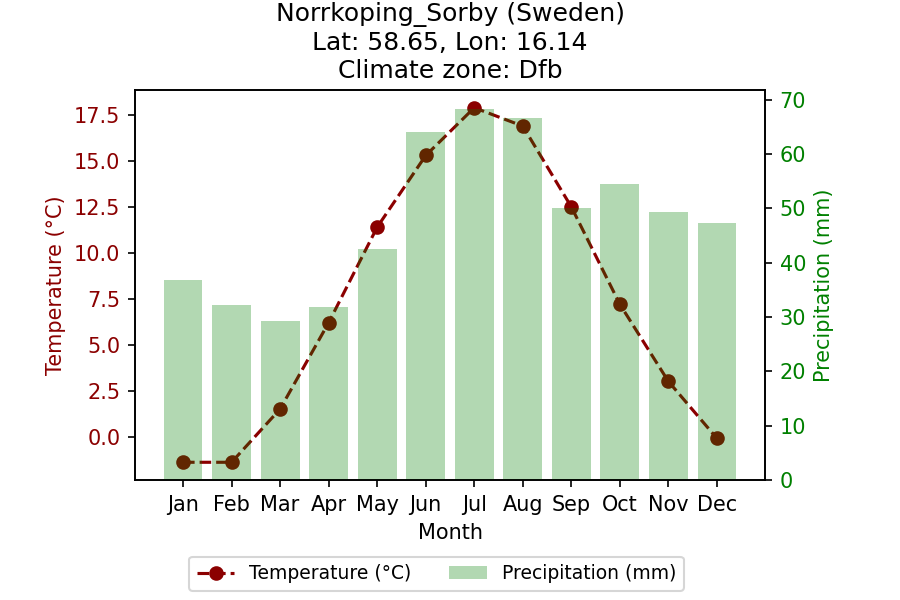 Norrkoping_Sorby (Sweden)
Lat: 58.65, Lon: 16.14
Climate zone: Dfb
Temperature (°C)
17.5
15.0
12.5
10.0
7.5
5.0
2.5
0.0
Precipitation (mm)
70
60
50
40
30
20
10
0
Jan Feb Mar Apr May Jun Jul Aug Sep Oct Nov Dec
Month
Temperature (°C) Precipitation (mm)